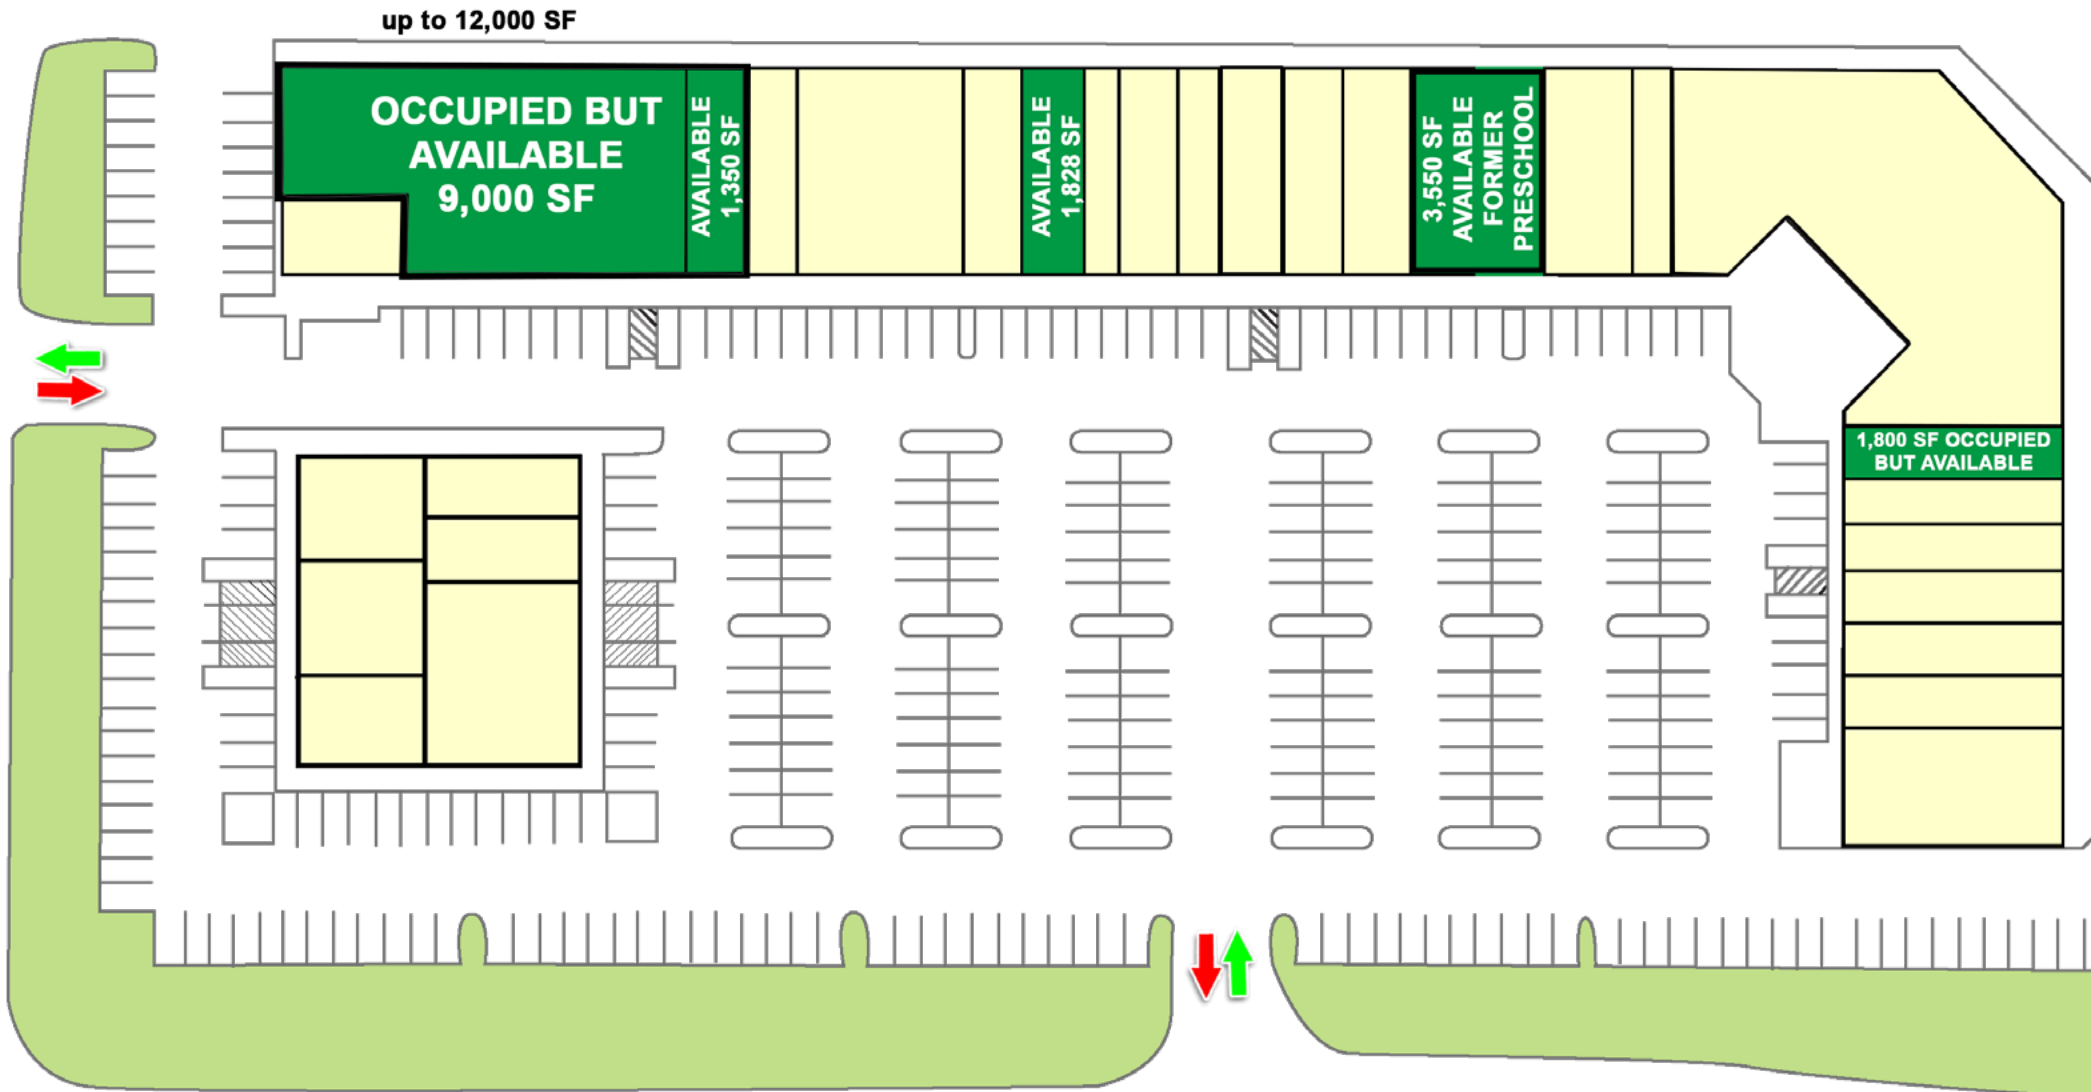 up to 12,000 SF
OCCUPIED BUT
AVAILABLE
9,000 SF
AVAILABLE
1,350 SF
AVAILABLE
1,828 SF
3,550 SF
AVAILABLE
FORMER
PRESCHOOL
1,800 SF OCCUPIED
BUT AVAILABLE